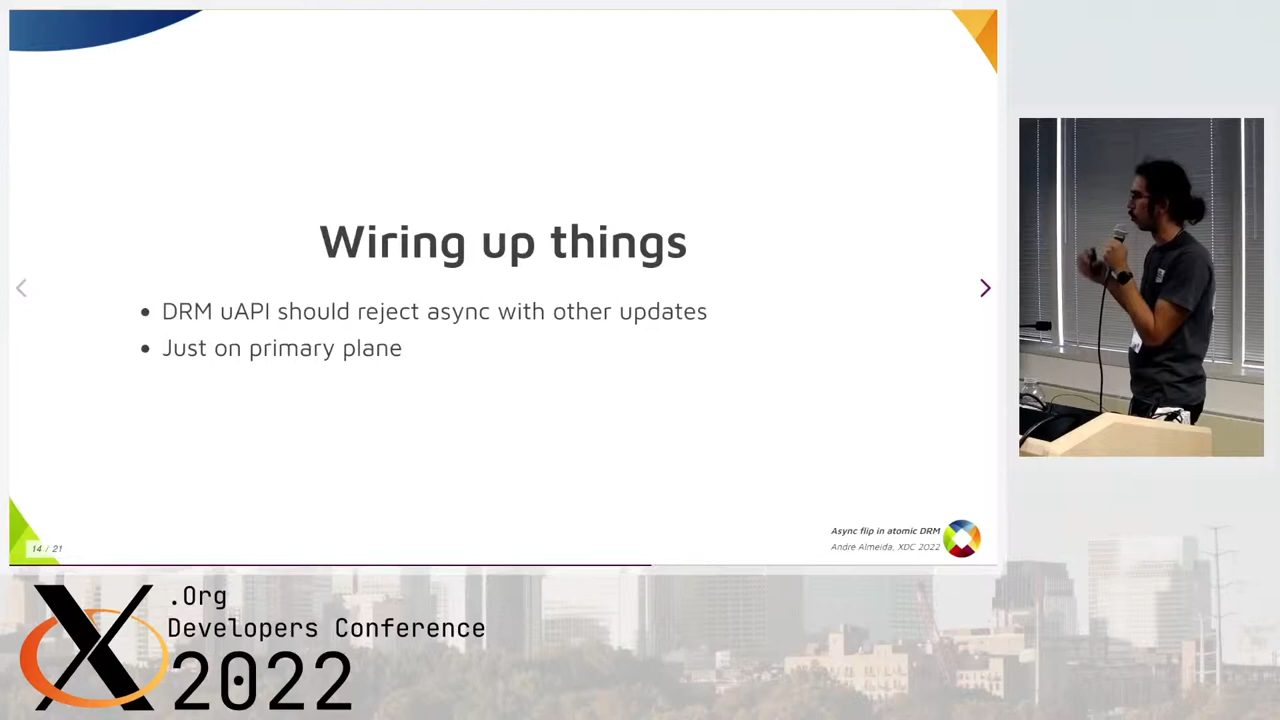 Wiring up things
DRM uAPI should reject async with other updates
Just on primary plane
14 / 21
Async flip in atomic DRM
André Almeida, XDC 2022
X.Org
Developers Conference
2022